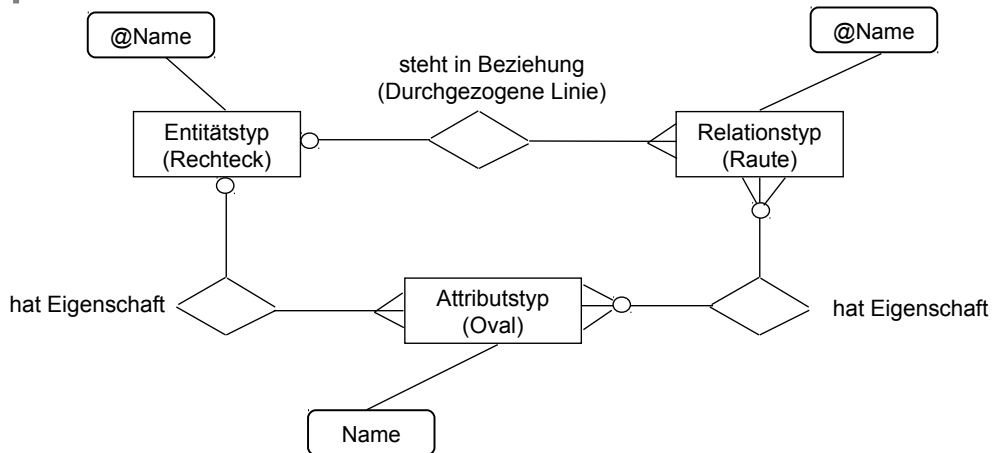 @Name
@Name
steht in Beziehung
(Durchgezogene Linie)
Entitätstyp
(Rechteck)
Relationstyp
(Raute)
hat Eigenschaft
Attributstyp
(Oval)
hat Eigenschaft
Name